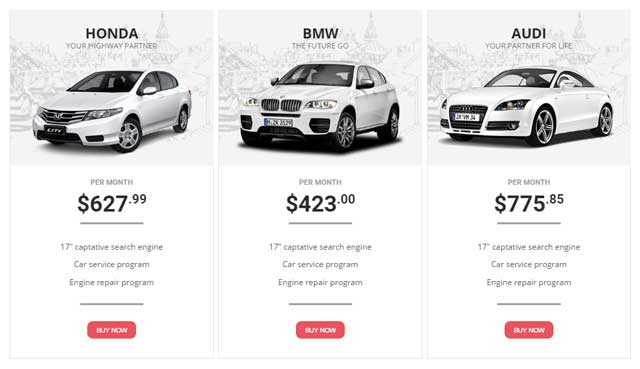 HONDA
YOUR HIGHWAY PARTNER
CITY
PER MONTH
$627.99
17" captative search engine
Car service program
Engine repair program
BUY NOW
BMW
THE FUTURE GO
PER MONTH
$423.00
17" captative search engine
Car service program
Engine repair program
BUY NOW
AUDI
YOUR PARTNER FOR LIFE
PER MONTH
$775.85
17" captative search engine
Car service program
Engine repair program
BUY NOW